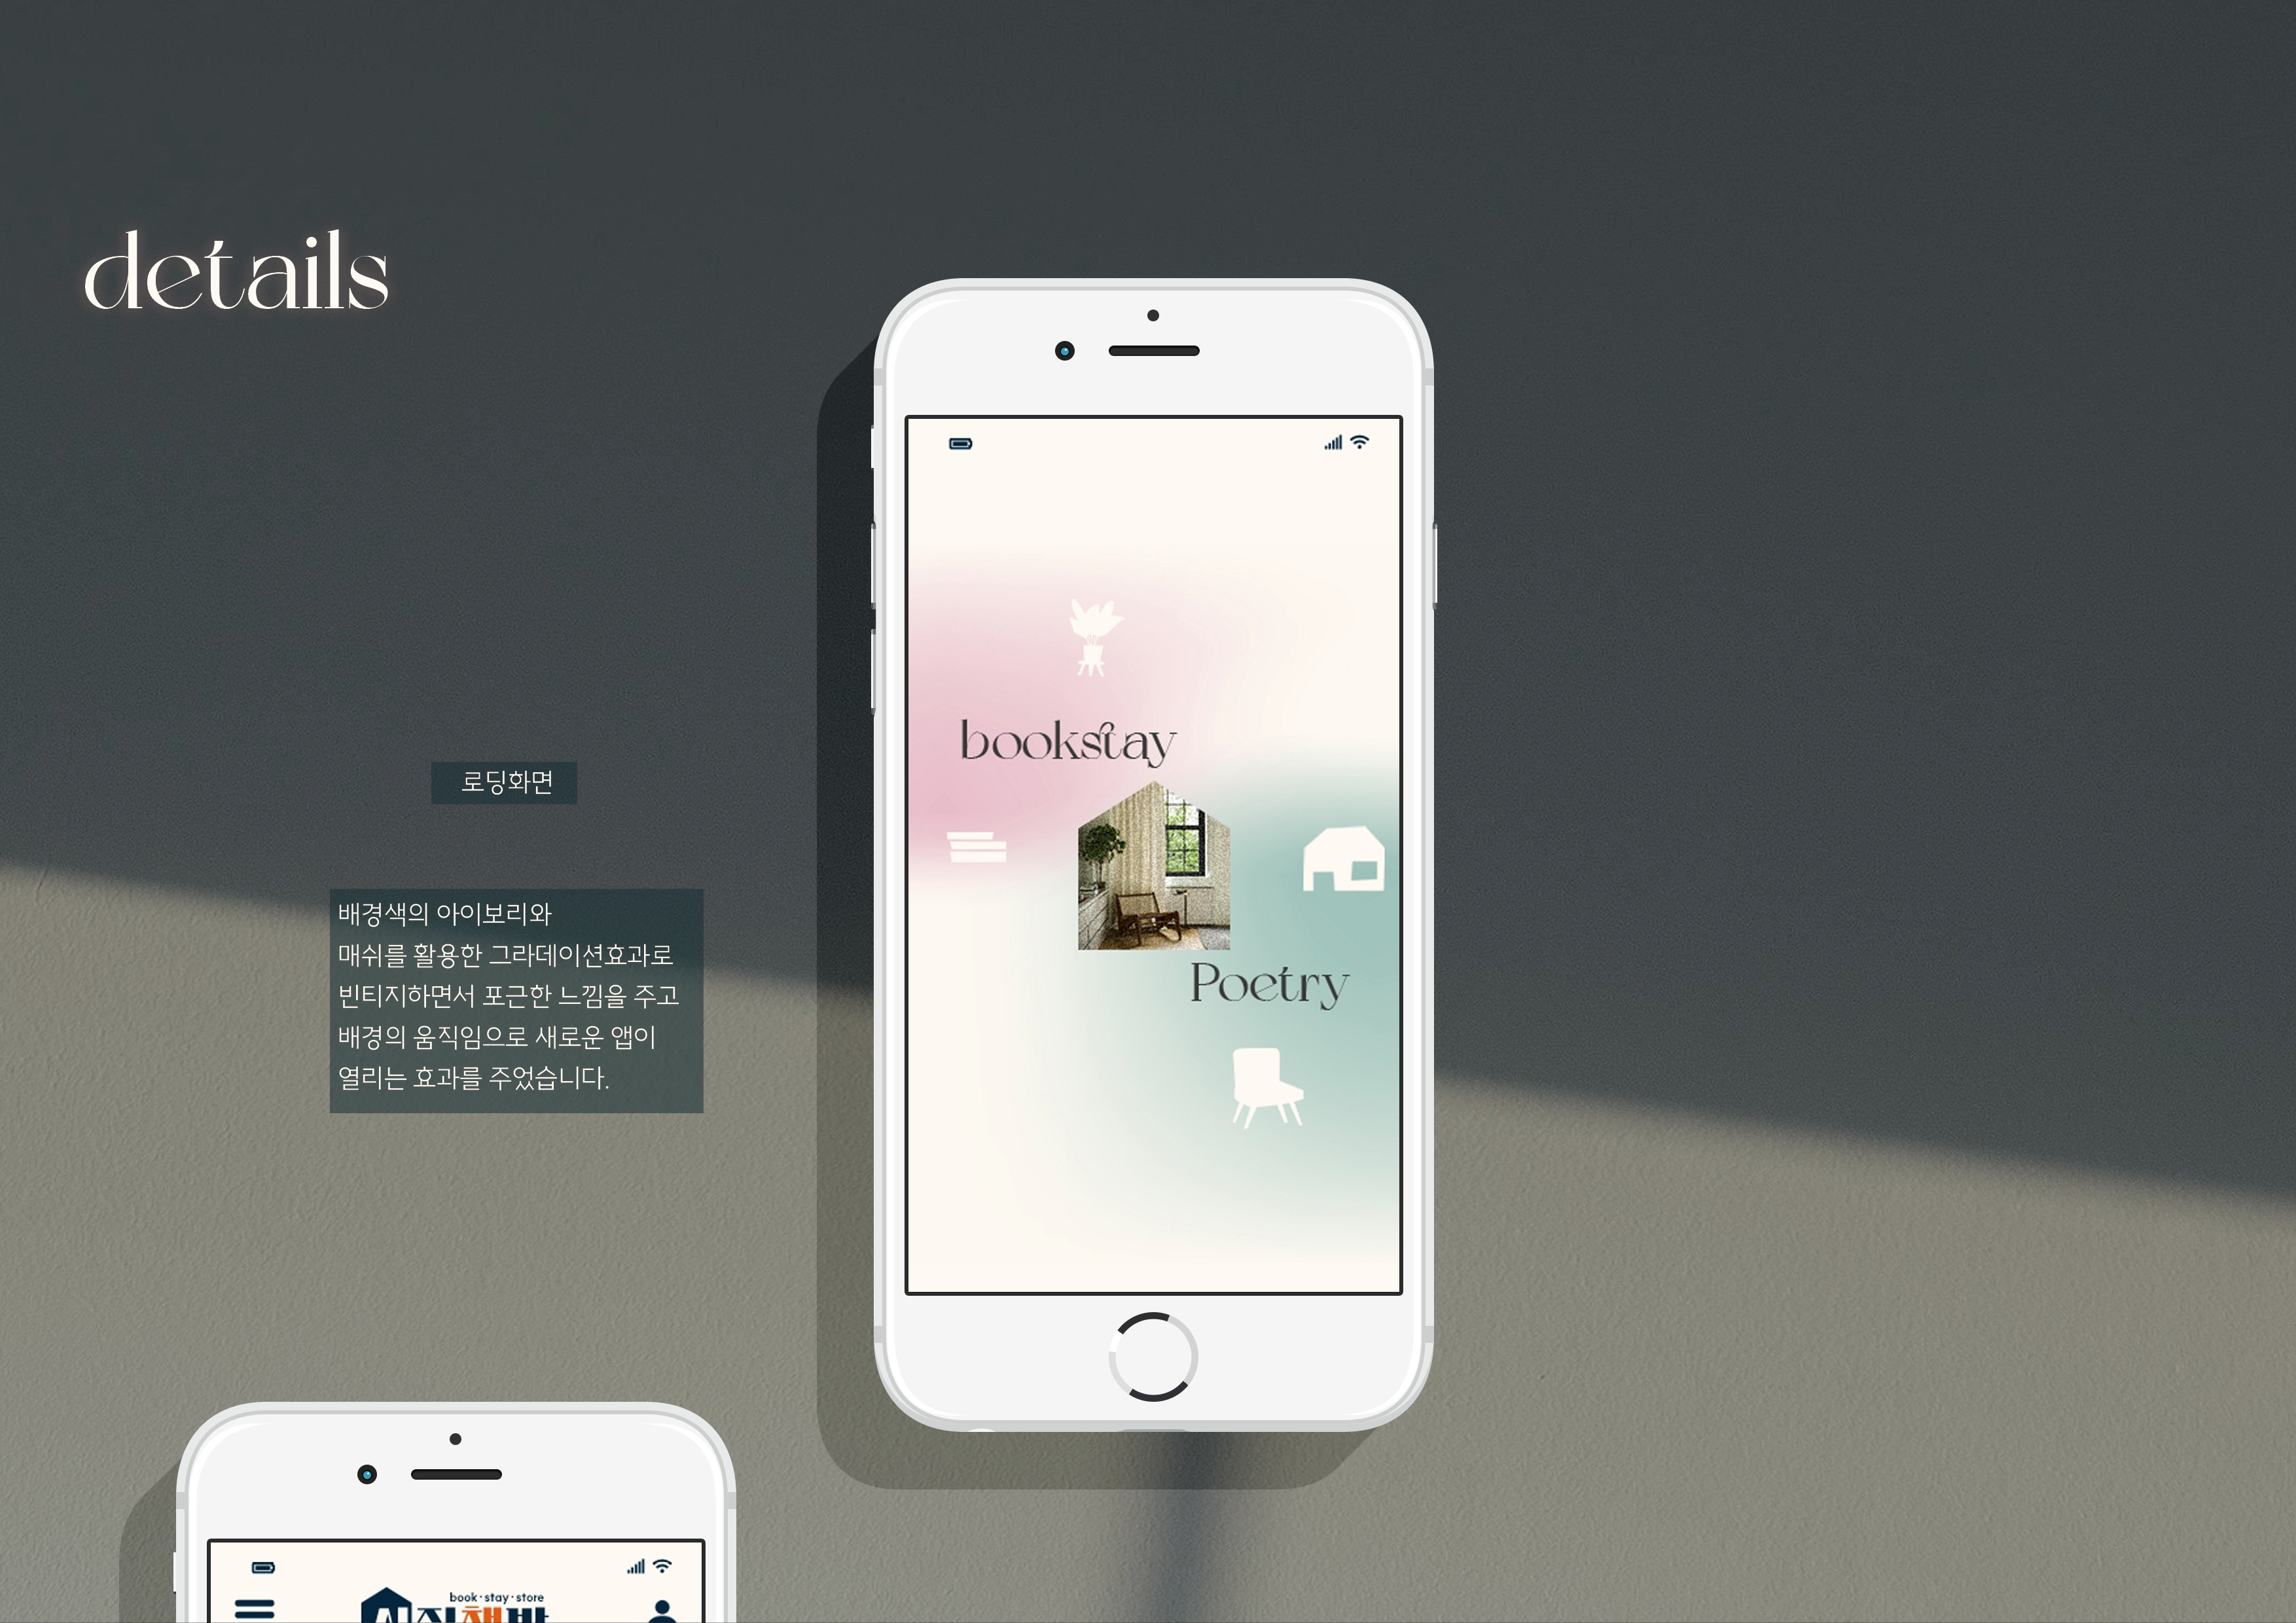 details
bookstay
Poetry
로딩화면
배경색의 아이보리와
매쉬를 활용한 그라데이션효과로
빈티지하면서 포근한 느낌을 주고
배경의 움직임으로 새로운 앱이
열리는 효과를 주었습니다.
book·stay·store